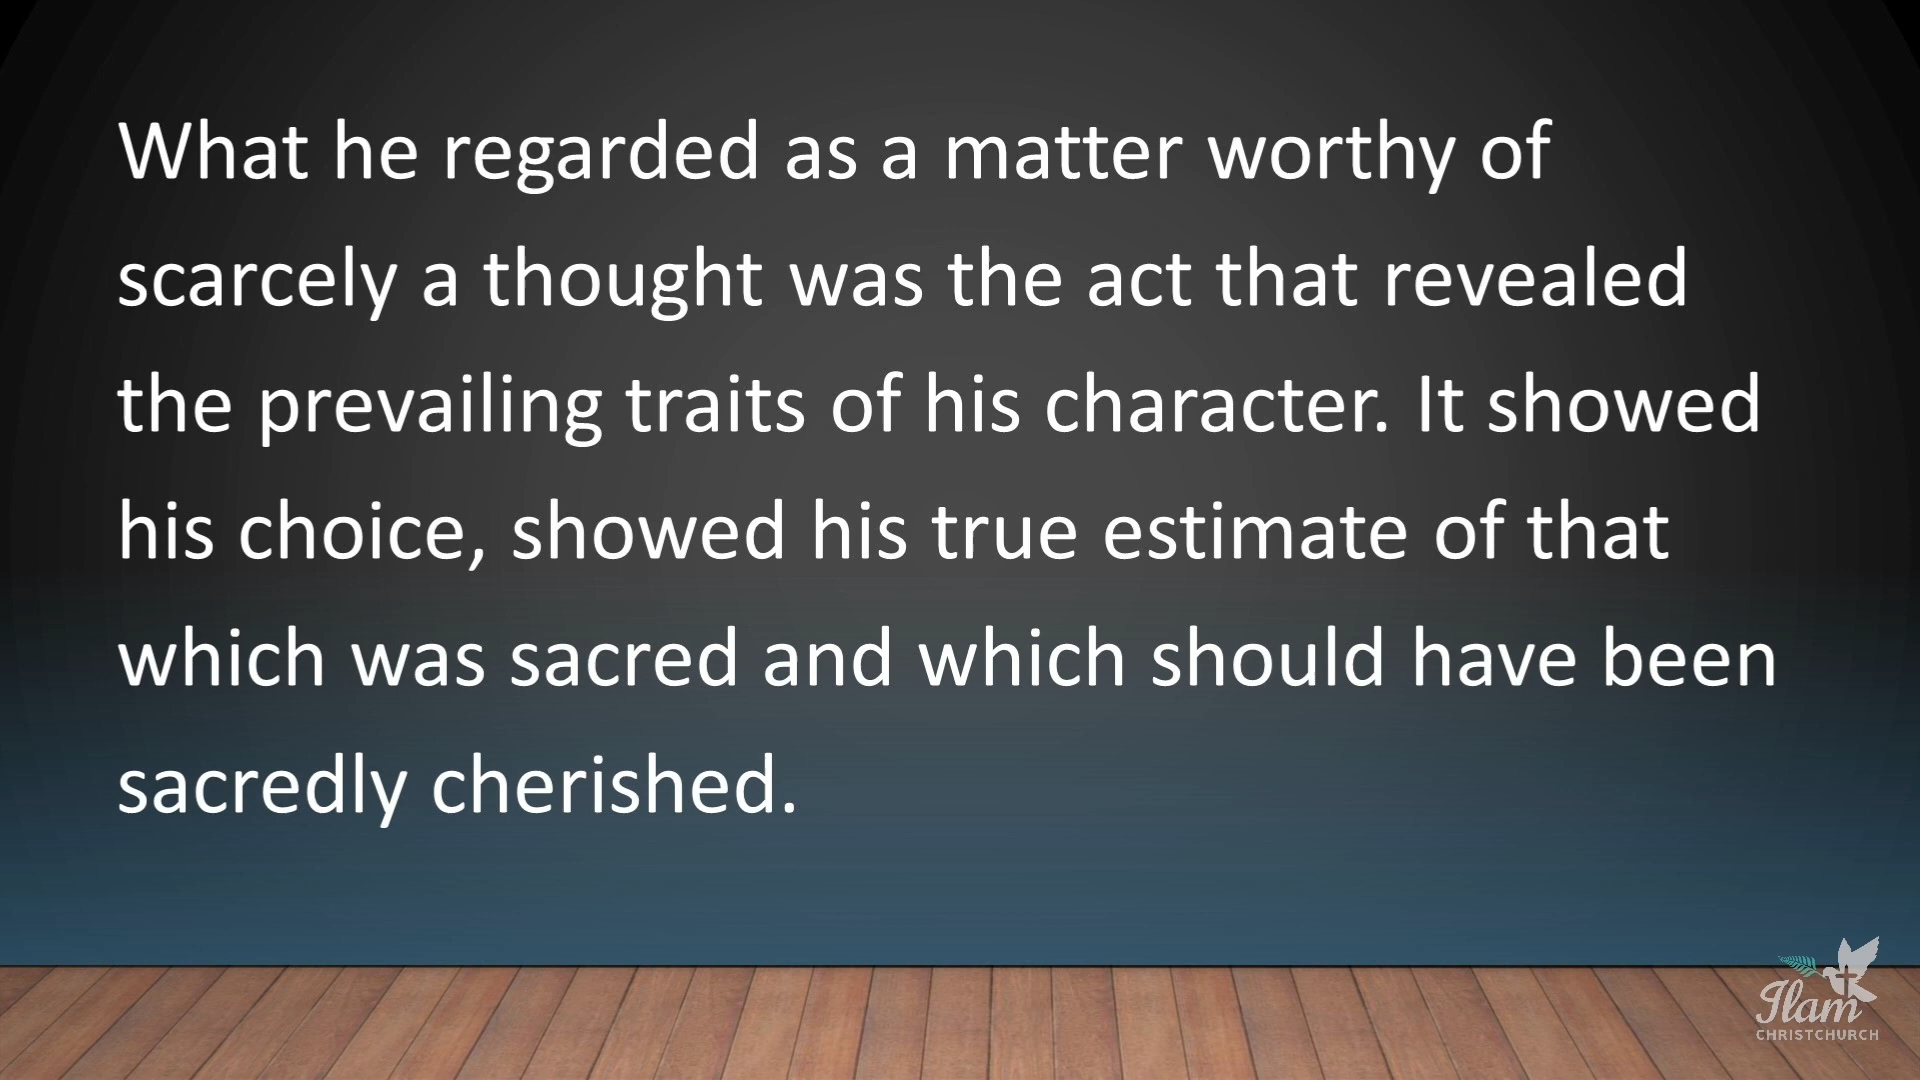 What he regarded as a matter worthy of
scarcely a thought was the act that revealed
the prevailing traits of his character. It showed
his choice, showed his true estimate of that
which was sacred and which should have been
sacredly cherished.
Ilam
CHRISTCHURCH